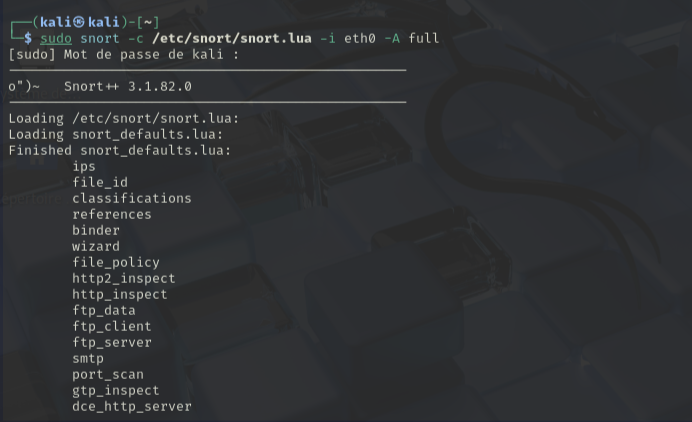 ┌──(kali㉿kali)-[~]
└─$ sudo snort -c /etc/snort/snort.lua -i eth0 -A full
[sudo] Mot de passe de kali :
o")~   Snort++ 3.1.82.0
Loading /etc/snort/snort.lua:
Loading snort_defaults.lua:
Finished snort_defaults.lua:
ips
file_id
classifications
references
binder
wizard
file_policy
http2_inspect
http_inspect
ftp_data
ftp_client
ftp_server
smtp
port_scan
gtp_inspect
dce_http_server